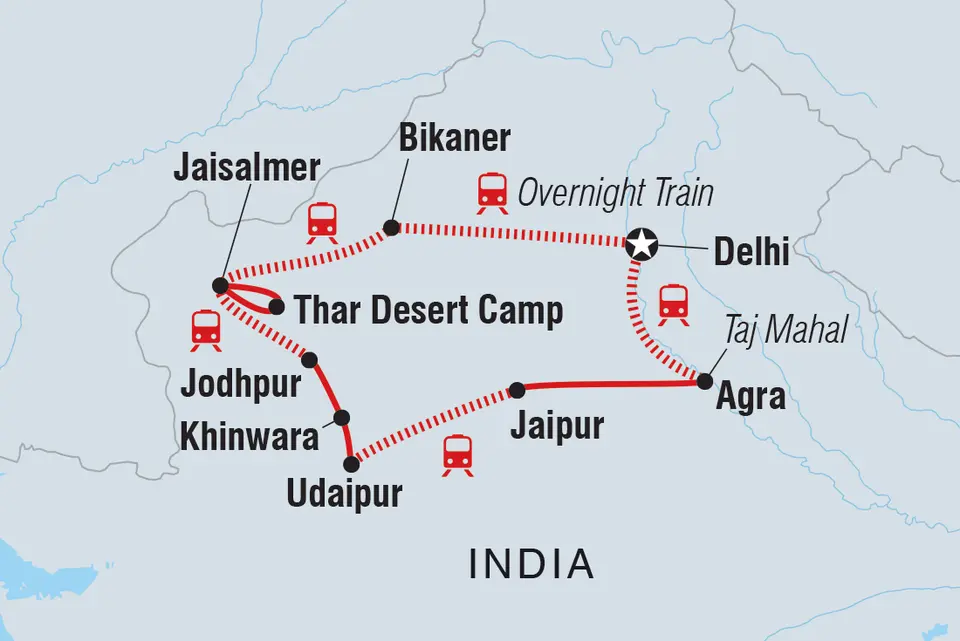 Bikaner
Jaisalmer
Overnight Train
Delhi
Thar Desert Camp
Taj Mahal
Jodhpur
Agra
Jaipur
Khinwara
Udaipur
INDIA